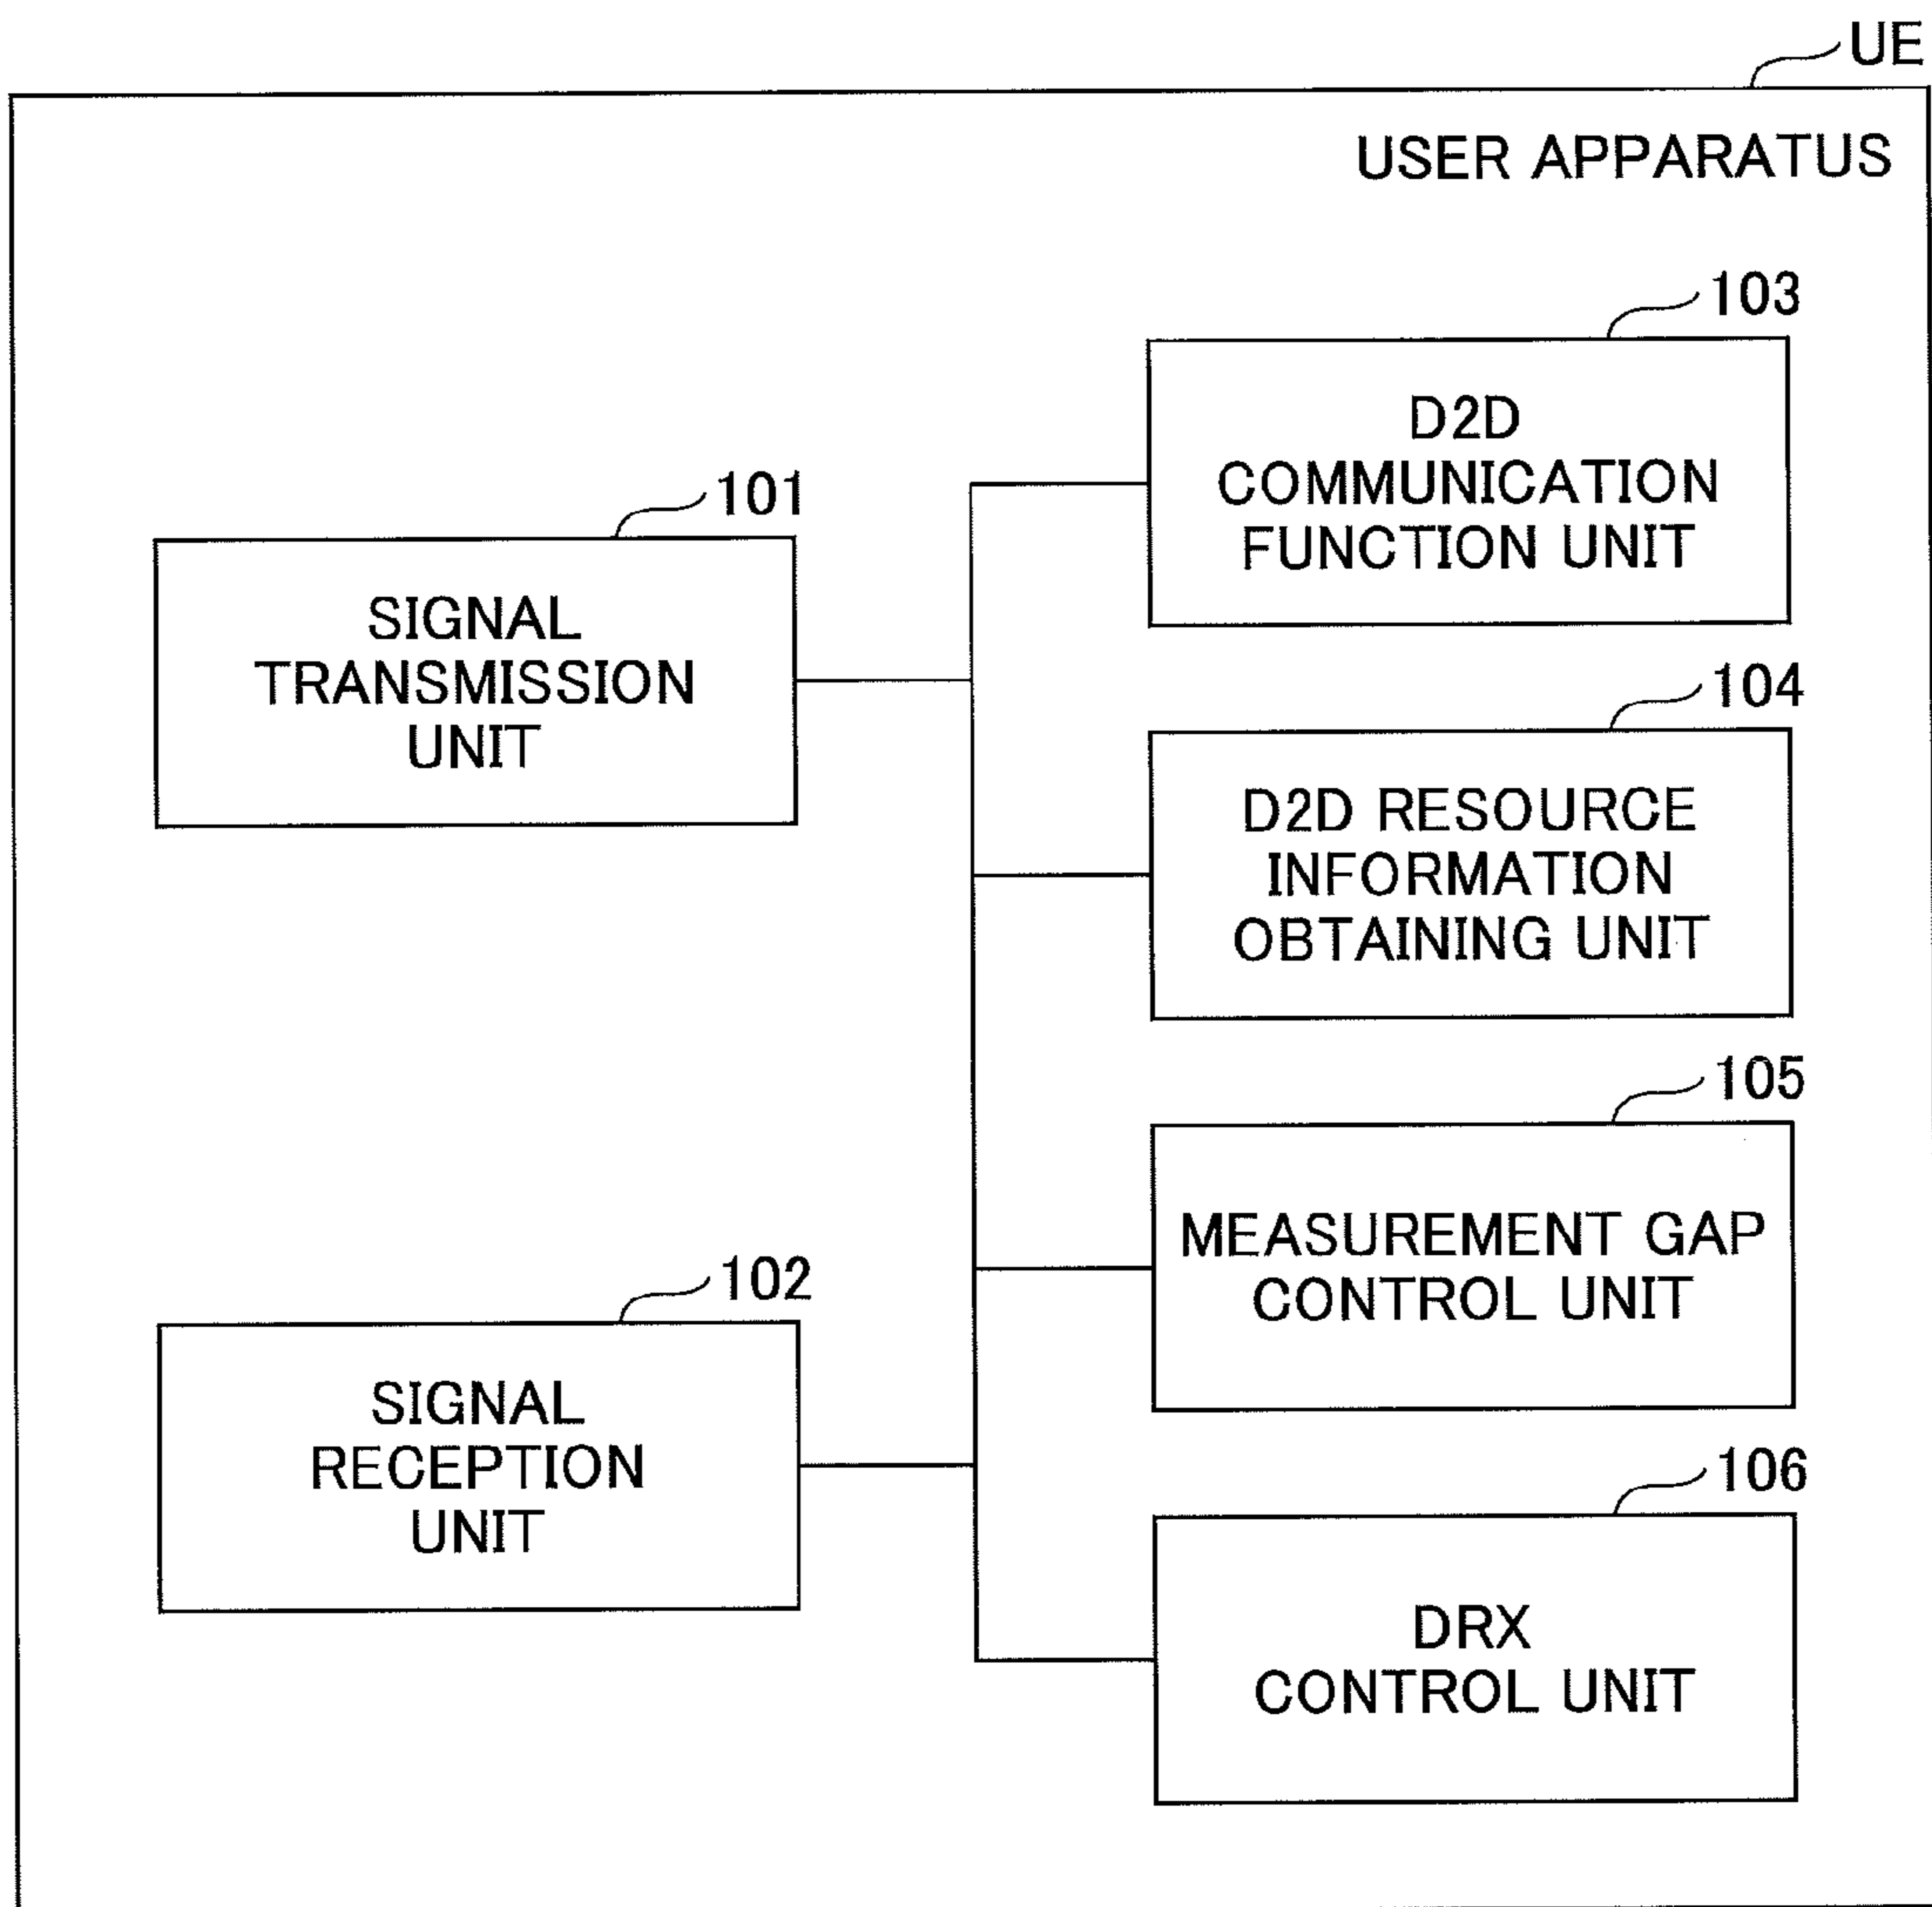 UE
USER APPARATUS
103
D2D
COMMUNICATION
FUNCTION UNIT
101
SIGNAL
TRANSMISSION
UNIT
104
D2D RESOURCE
INFORMATION
OBTAINING UNIT
105
MEASUREMENT GAP
CONTROL UNIT
102
SIGNAL
RECEPTION
UNIT
106
DRX
CONTROL UNIT